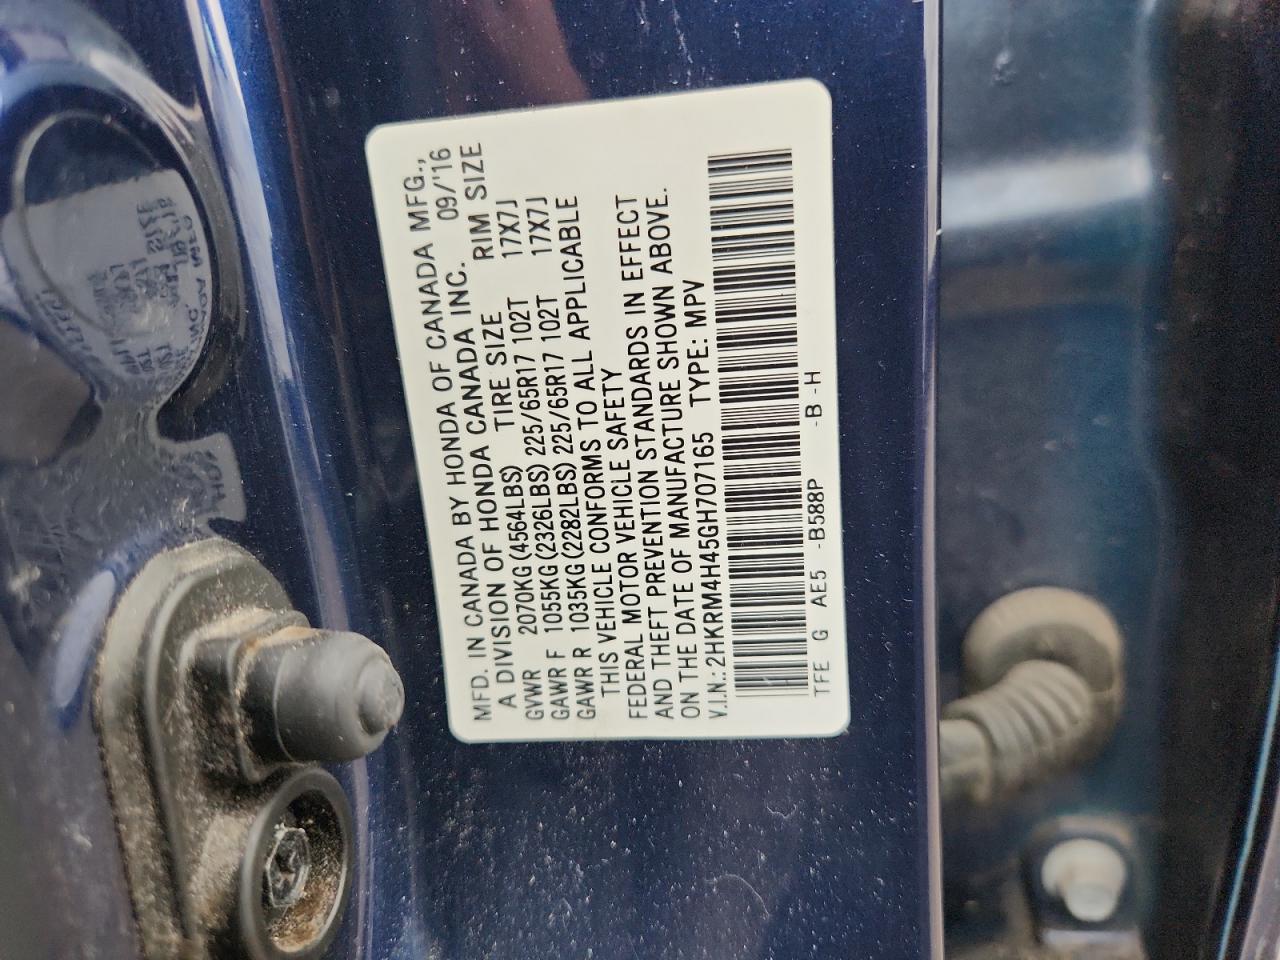 MFD. IN CANADA BY HONDA OF CANADA MFG.,
A DIVISION OF HONDA CANADA INC. 09/'16
TIRE SIZE RIM SIZE
GVWR 2070KG(4564LBS)
GAWR F 1055KG(2326LBS) 225/65R17 102T 17X7J
GAWR R 1035KG(2282LBS) 225/65R17 102T 17X7J
THIS VEHICLE CONFORMS TO ALL APPLICABLE
FEDERAL MOTOR VEHICLE SAFETY
AND THEFT PREVENTION STANDARDS IN EFFECT
ON THE DATE OF MANUFACTURE SHOWN ABOVE.
V.I.N.: 2HKRM4H45GH707165 TYPE: MPV
TFE G AE5 -B588P -B -H